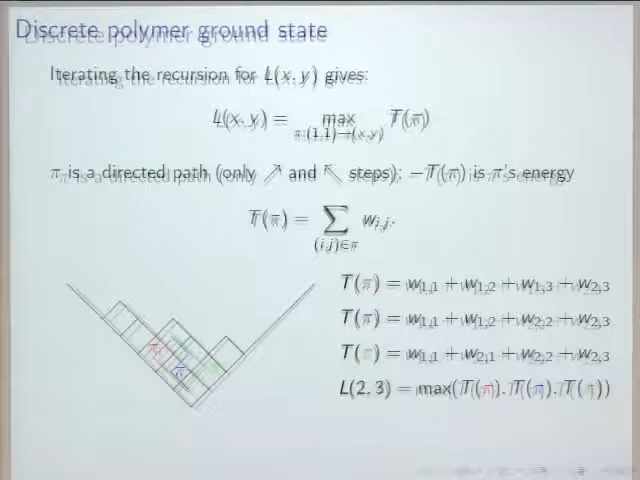 Discrete polymer ground state
Iterating the recursion for L(x, y) gives:
L(x, y) = max T(π)
π:(1,1)→(x,y)
π is a directed path (only ↗ and ↖ steps); −T(π) is π's energy
T(π) = ∑ w_{i,j}.
(i,j)∈π
T(π) = w_{1,1} + w_{1,2} + w_{1,3} + w_{2,3}
T(π) = w_{1,1} + w_{1,2} + w_{2,2} + w_{2,3}
T(π) = w_{1,1} + w_{2,1} + w_{2,2} + w_{2,3}
L(2, 3) = max(T(π), T(π), T(π))
π
π